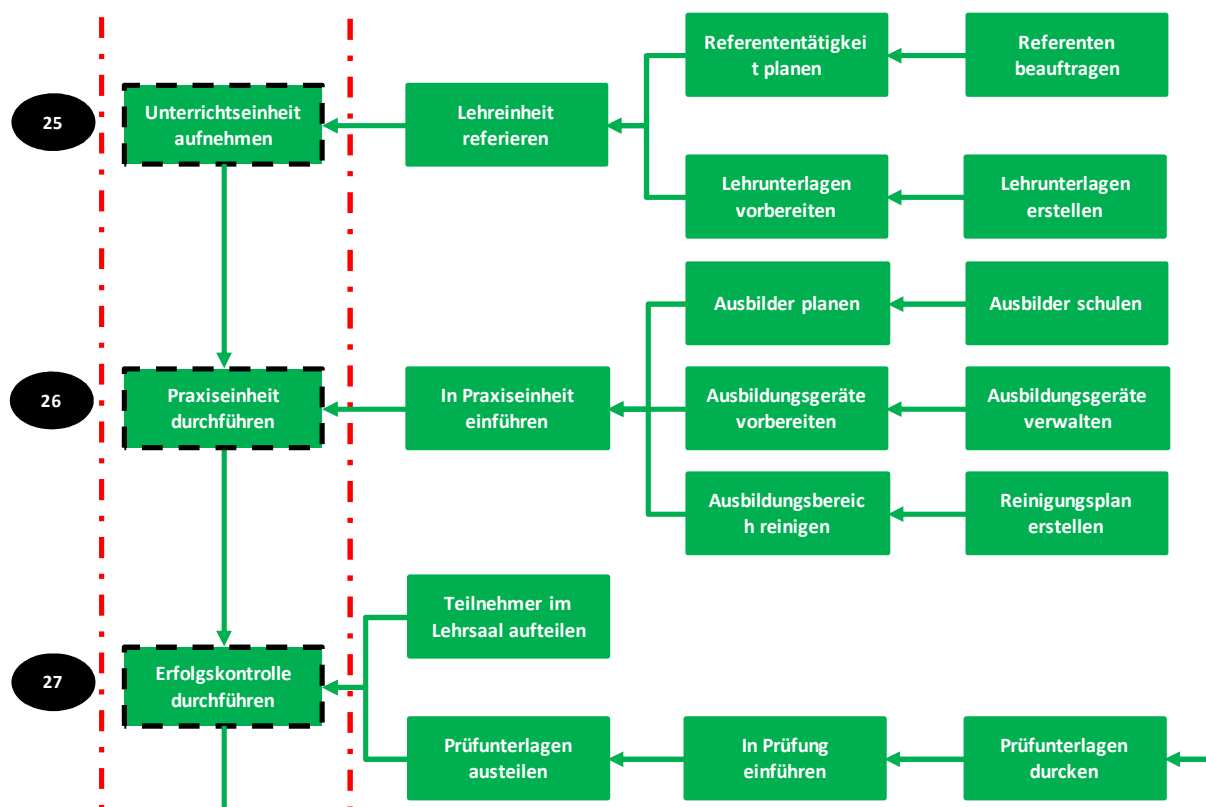 Referententätigkei
t planen
Referenten
beauftragen
25
Unterrichtseinheit
aufnehmen
Lehreinheit
referieren
Lehrunterlagen
vorbereiten
Lehrunterlagen
erstellen
Ausbilder planen
Ausbilder schulen
26
Praxiseinheit
durchführen
In Praxiseinheit
einführen
Ausbildungsgeräte
vorbereiten
Ausbildungsgeräte
verwalten
Ausbildungsbereic
h reinigen
Reinigungsplan
erstellen
Teilnehmer im
Lehrsaal aufteilen
27
Erfolgskontrolle
durchführen
Prüfunterlagen
austeilen
In Prüfung
einführen
Prüfunterlagen
durcken